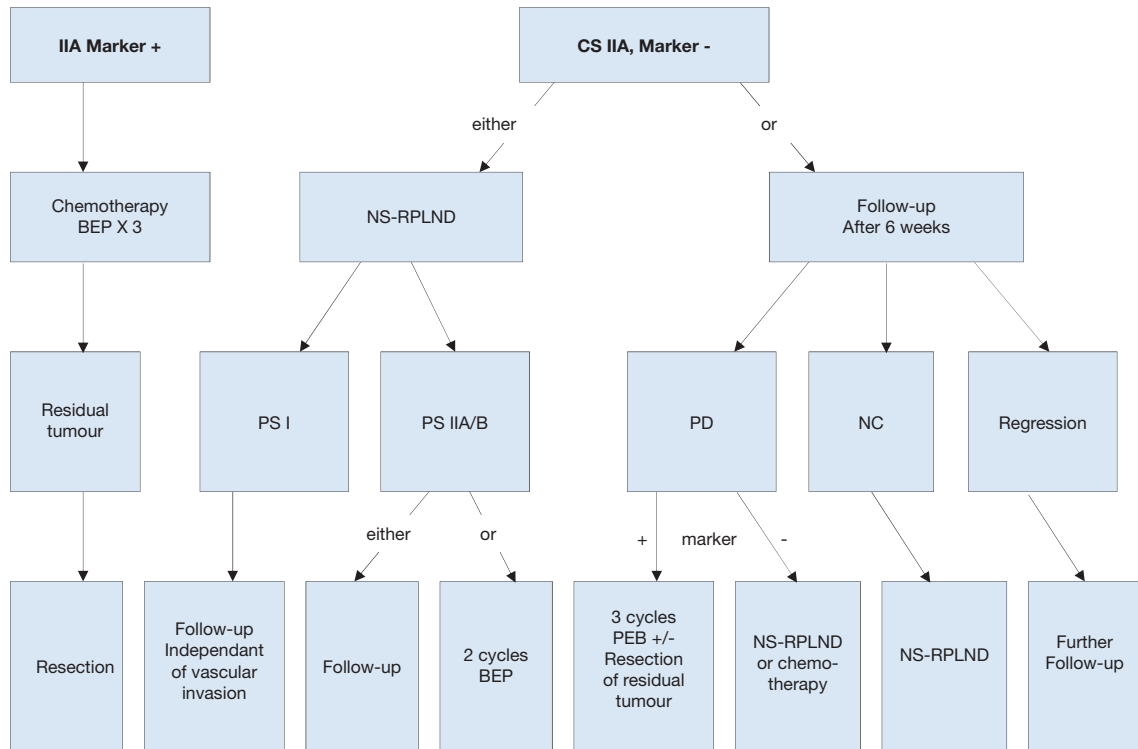 IIA Marker +
CS IIA, Marker -
either
or
Chemotherapy
BEP X 3
NS-RPLND
Follow-up
After 6 weeks
Residual
tumour
PS I
PS IIA/B
PD
NC
Regression
either
or
+
marker
-
Resection
Follow-up
Independant
of vascular
invasion
Follow-up
2 cycles
BEP
3 cycles
PEB +/-
Resection
of residual
tumour
NS-RPLND
or chemo-
therapy
NS-RPLND
Further
Follow-up